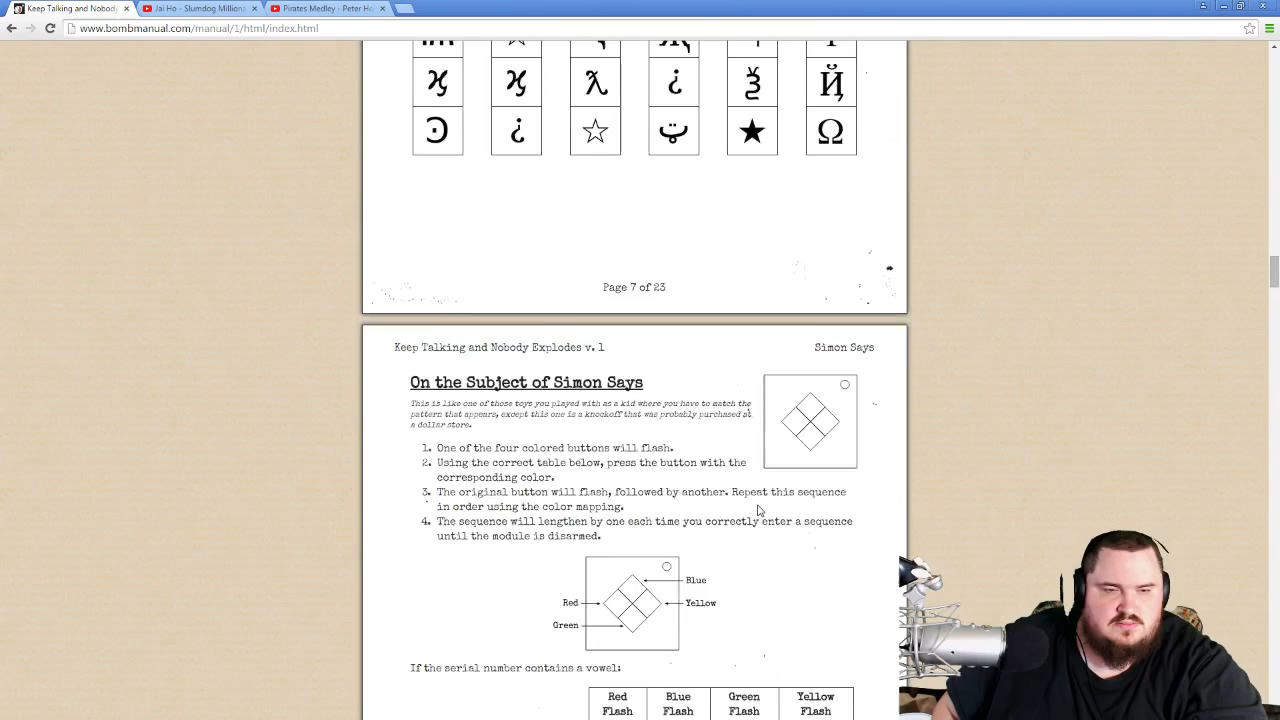 Keep Talking and Nobody
Jai Ho - Slumdog Milliona
Pirates Medley - Peter Ho
www.bombmanual.com/manual/1/html/index.html
Ω
Page 7 of 23
Keep Talking and Nobody Explodes v. 1
Simon Says
On the Subject of Simon Says
This is like one of those toys you played with as a kid where you have to match the
pattern that appears, except this one is a knockoff that was probably purchased at
a dollar store.
1. One of the four colored buttons will flash.
2. Using the correct table below, press the button with the
corresponding color.
3. The original button will flash, followed by another. Repeat this sequence
in order using the color mapping.
4. The sequence will lengthen by one each time you correctly enter a sequence
until the module is disarmed.
Blue
Red
Yellow
Green
If the serial number contains a vowel:
Red Blue Green Yellow
Flash Flash Flash Flash